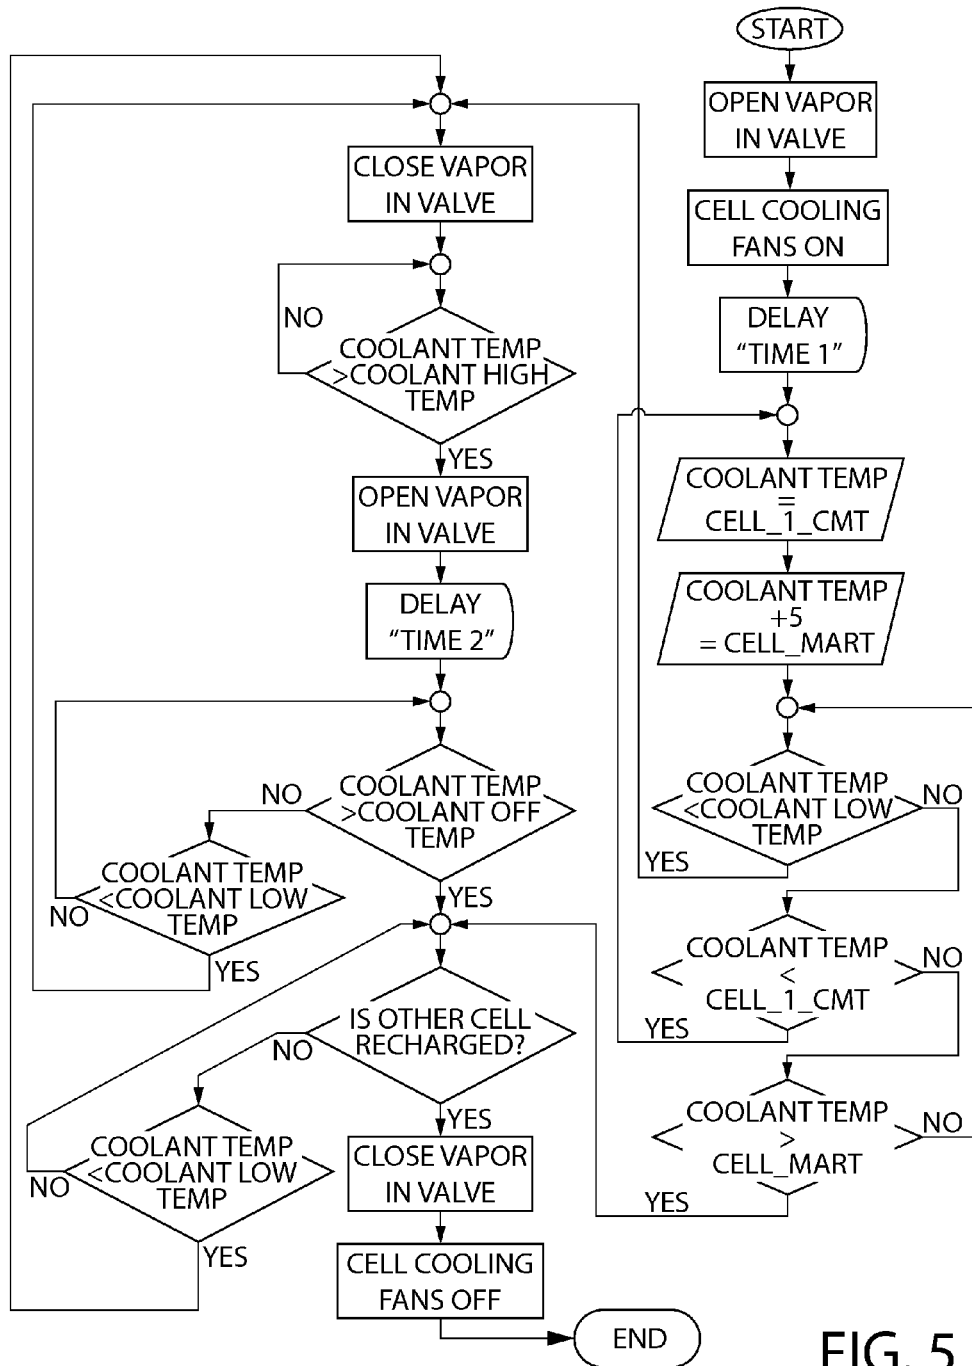 START
OPEN VAPOR
IN VALVE
CELL COOLING
FANS ON
DELAY
“TIME 1”
COOLANT TEMP
=
CELL_1_CMT
COOLANT TEMP
+5
= CELL_MART
COOLANT TEMP
<COOLANT LOW
TEMP
NO
YES
COOLANT TEMP
<
CELL_1_CMT
NO
YES
COOLANT TEMP
>
CELL_MART
NO
YES
CLOSE VAPOR
IN VALVE
NO
COOLANT TEMP
>COOLANT HIGH
TEMP
YES
OPEN VAPOR
IN VALVE
DELAY
“TIME 2”
NO
COOLANT TEMP
>COOLANT OFF
TEMP
YES
COOLANT TEMP
<COOLANT LOW
TEMP
NO
YES
IS OTHER CELL
RECHARGED?
NO
YES
COOLANT TEMP
<COOLANT LOW
TEMP
NO
YES
CLOSE VAPOR
IN VALVE
CELL COOLING
FANS OFF
END
FIG. 5